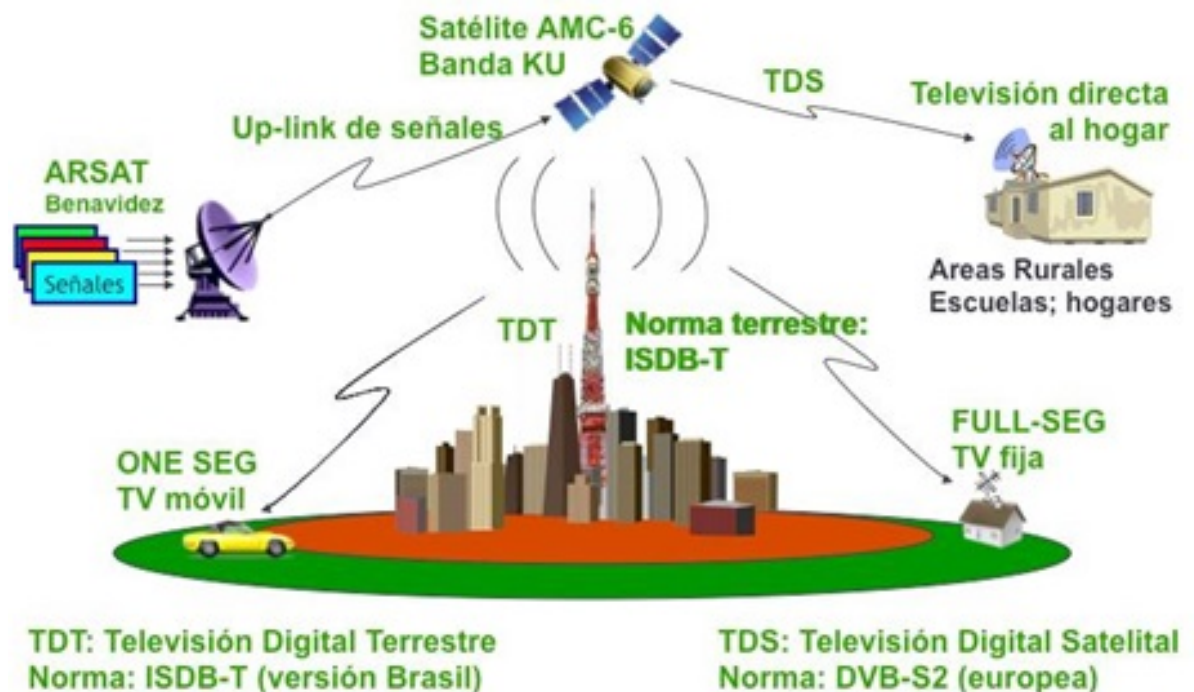 Satélite AMC-6
Banda KU
TDS
Televisión directa
al hogar
Up-link de señales
ARSAT
Benavidez
Señales
Areas Rurales
Escuelas; hogares
TDT
Norma terrestre:
ISDB-T
ONE SEG
TV móvil
FULL-SEG
TV fija
TDT: Televisión Digital Terrestre
Norma: ISDB-T (versión Brasil)
TDS: Televisión Digital Satelital
Norma: DVB-S2 (europea)